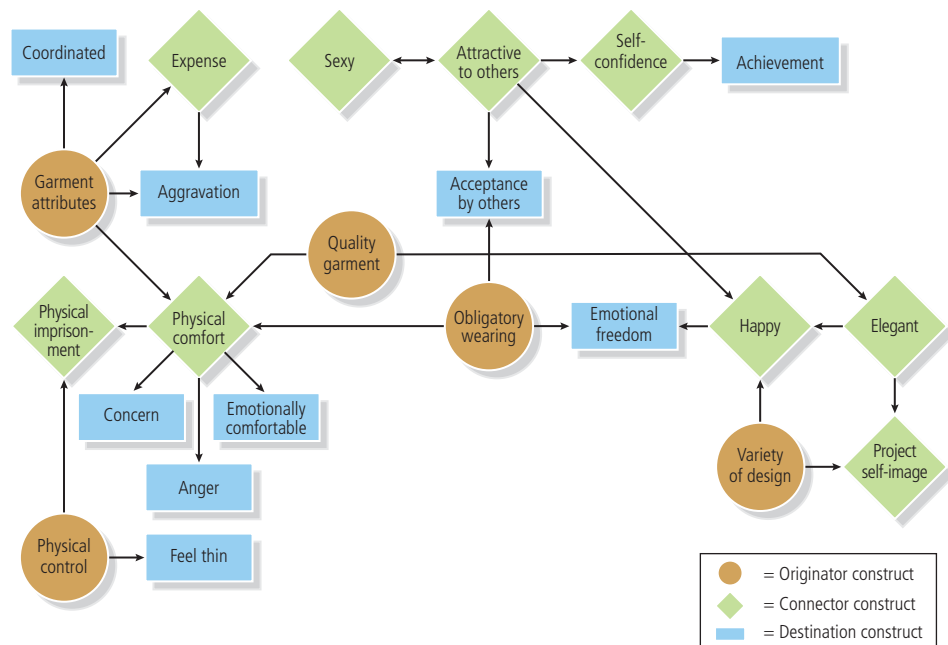 Coordinated
Expense
Sexy
Attractive
to others
Self-
confidence
Achievement
Garment
attributes
Aggravation
Acceptance
by others
Quality
garment
Physical
imprison-
ment
Physical
comfort
Obligatory
wearing
Emotional
freedom
Happy
Elegant
Concern
Emotionally
comfortable
Anger
Variety
of design
Project
self-image
Physical
control
Feel thin
= Originator construct
= Connector construct
= Destination construct